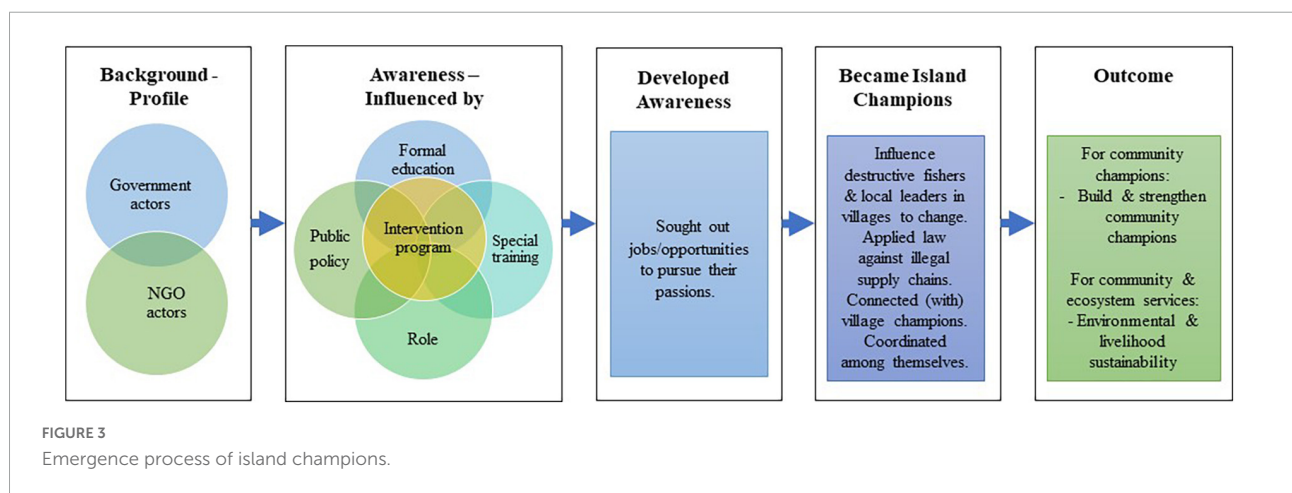 Background -
Profile
Government
actors
NGO
actors
Awareness –
Influenced by
Formal
education
Public
policy
Intervention
program
Special
training
Role
Developed
Awareness
Sought out
jobs/opportunities
to pursue their
passions.
Became Island
Champions
Influence
destructive fishers
& local leaders in
villages to change.
Applied law
against illegal
supply chains.
Connected (with)
village champions.
Coordinated
among themselves.
Outcome
For community
champions:
- Build & strengthen
community
champions
For community &
ecosystem services:
- Environmental &
livelihood
sustainability
FIGURE 3
Emergence process of island champions.